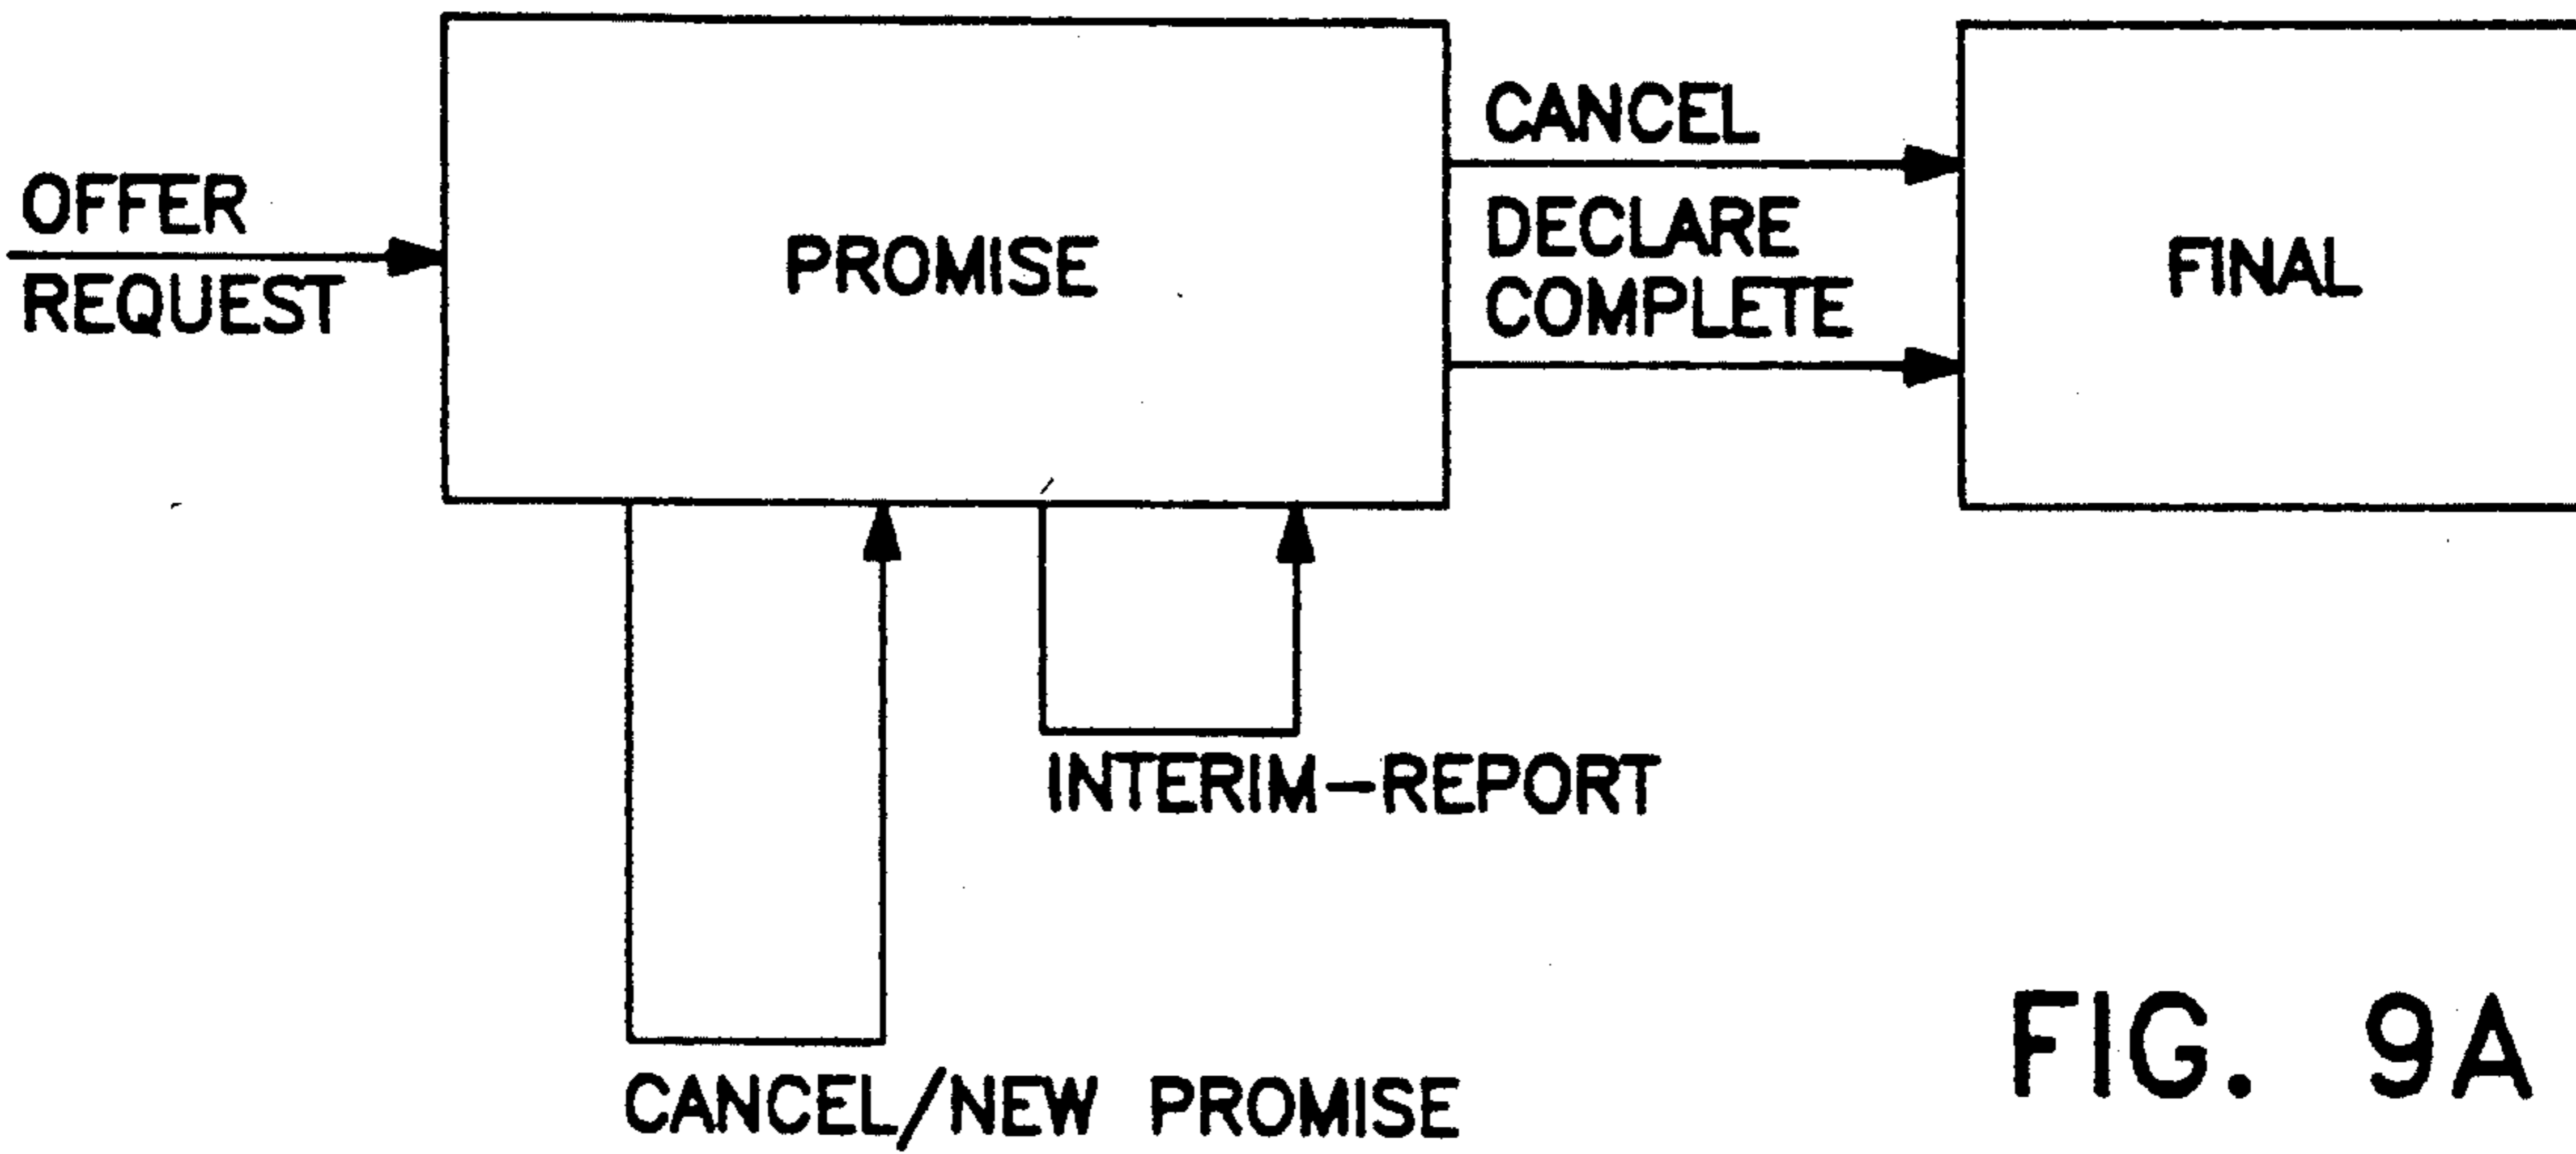 OFFER
REQUEST
PROMISE
CANCEL
DECLARE
COMPLETE
FINAL
INTERIM-REPORT
CANCEL/NEW PROMISE
FIG. 9A